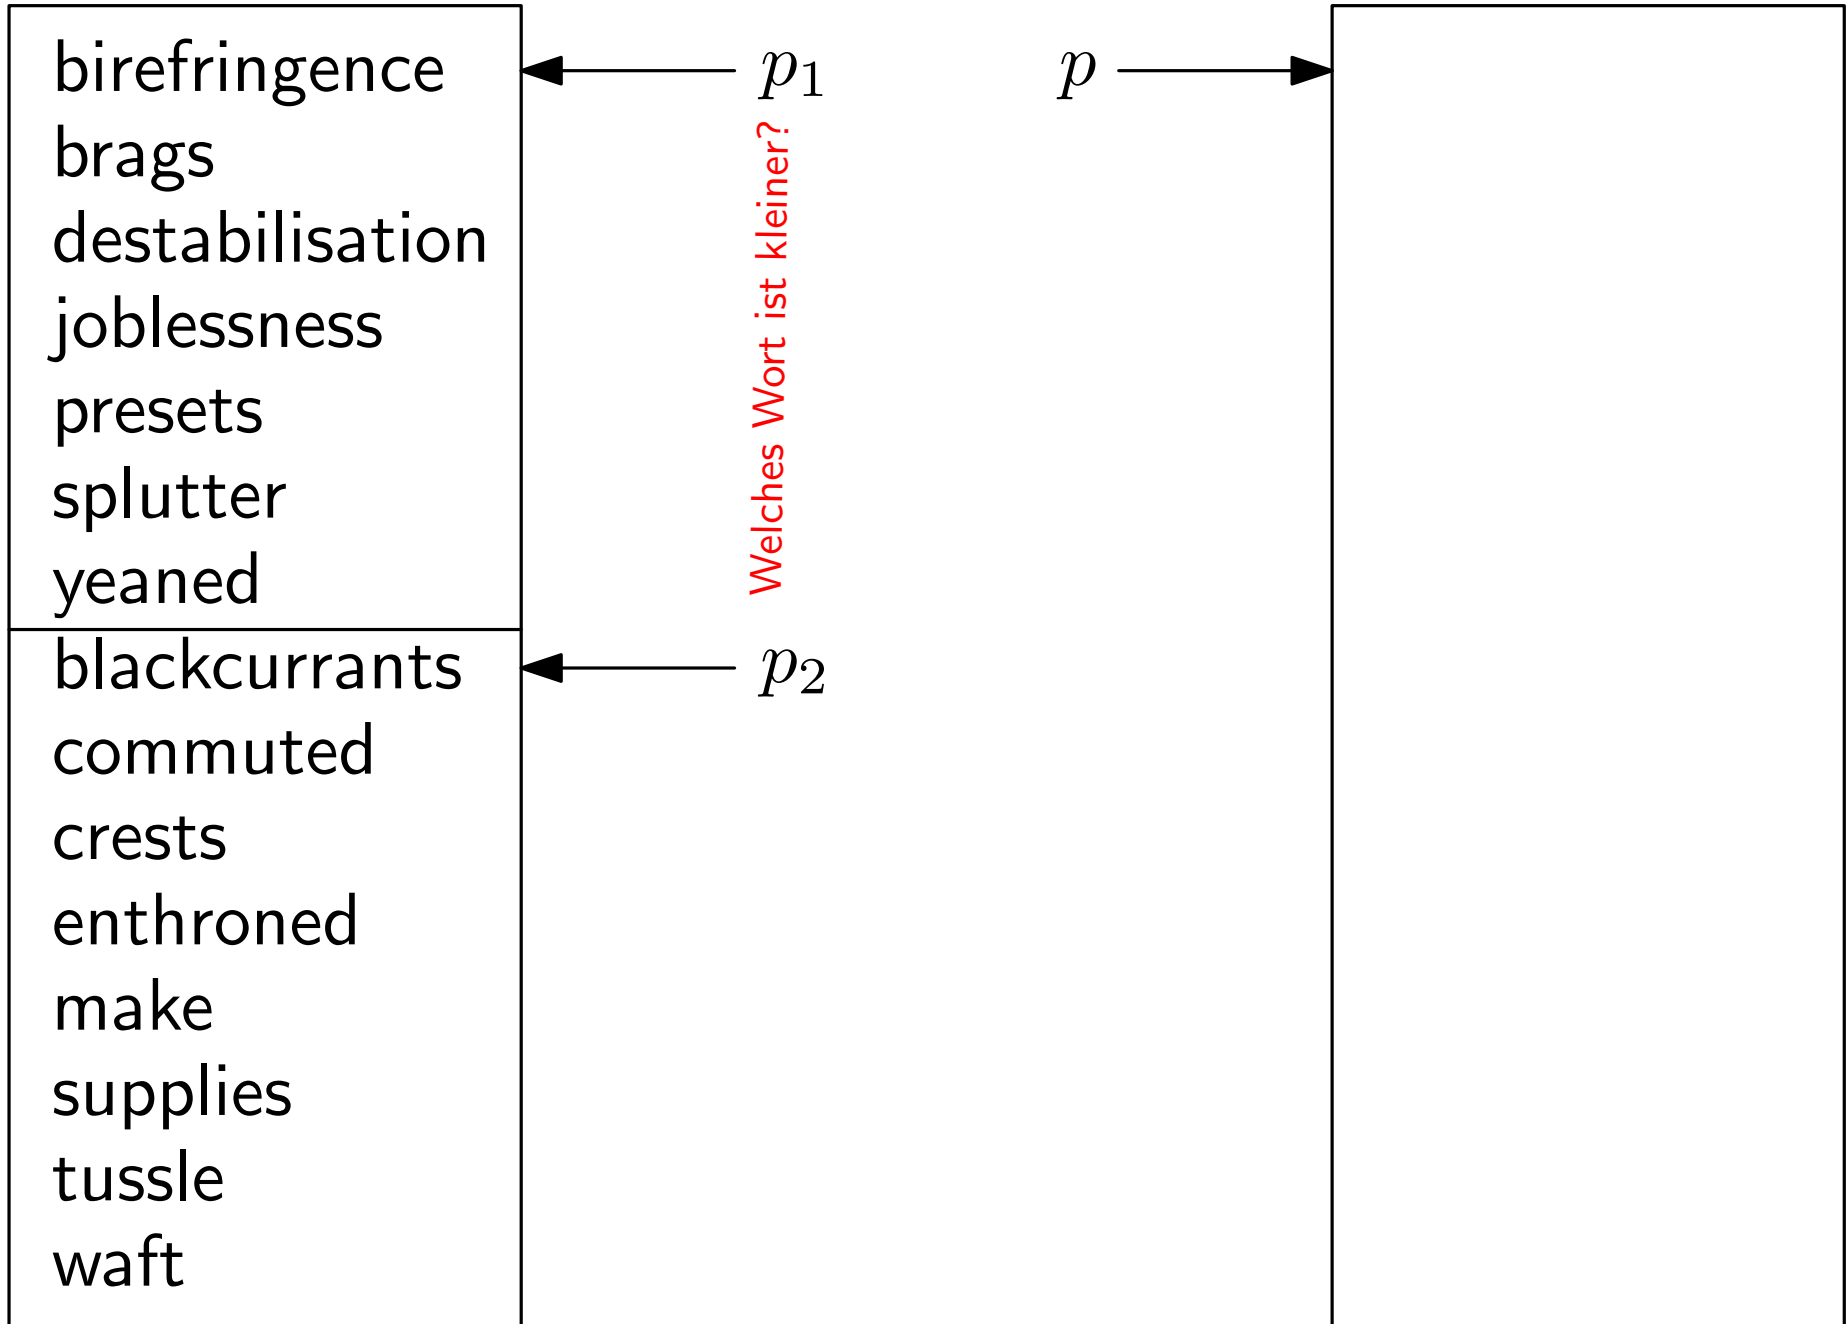 birefringence
brags
destabilisation
joblessness
presets
splutter
yeaned
blackcurrants
commuted
crests
enthroned
make
supplies
tussle
waft
p₁
Welches Wort ist kleiner?
p₂
p